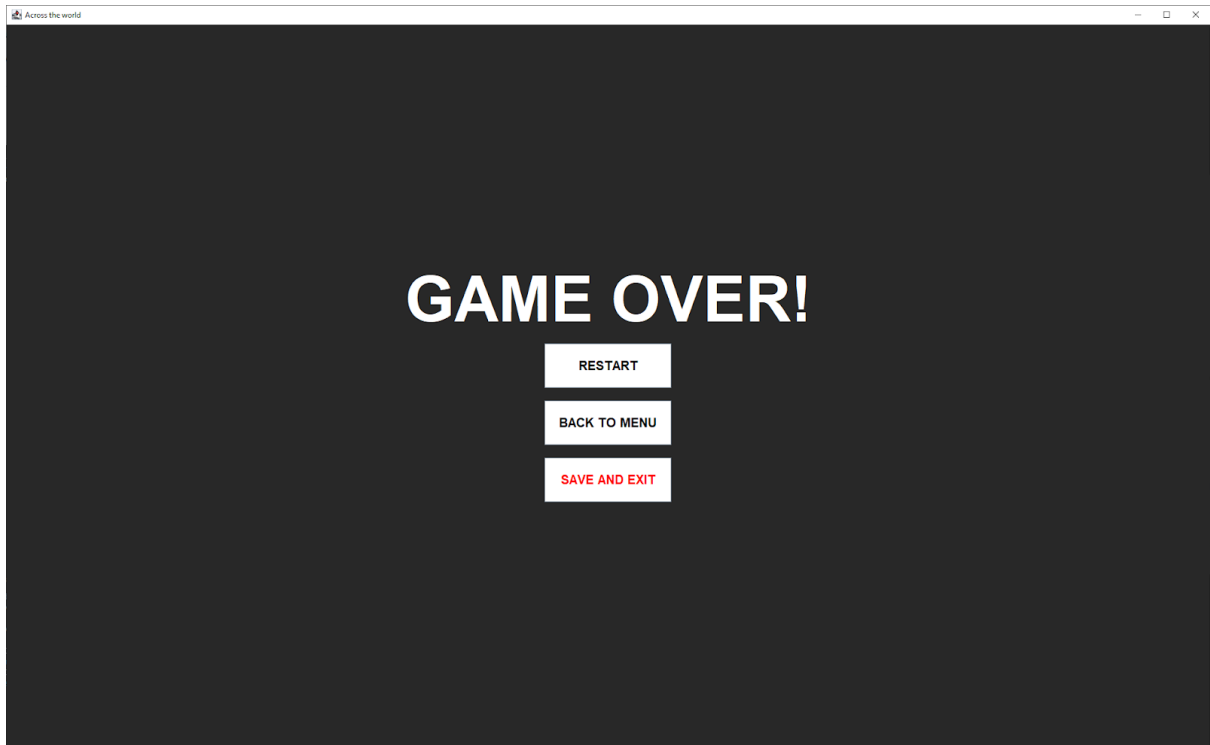 Across the world
GAME OVER!
RESTART
BACK TO MENU
SAVE AND EXIT